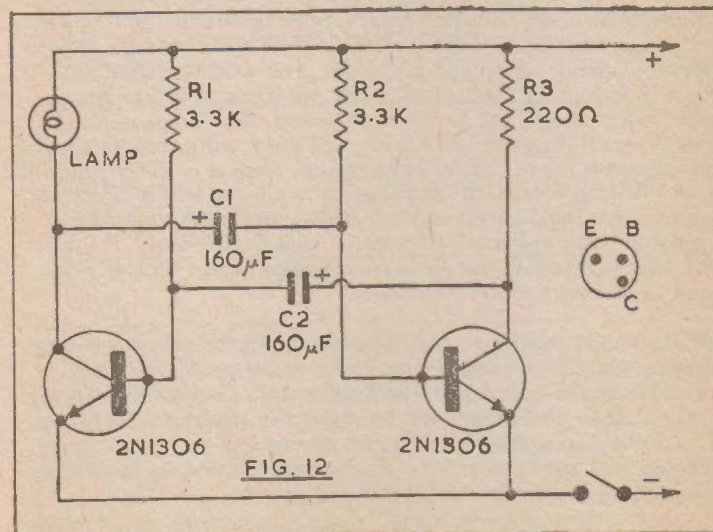 +
R1
3.3K
R2
3.3K
R3
220Ω
LAMP
+
C1
160µF
E B
C
+
C2
160µF
2N1306
2N1306
FIG. 12
−